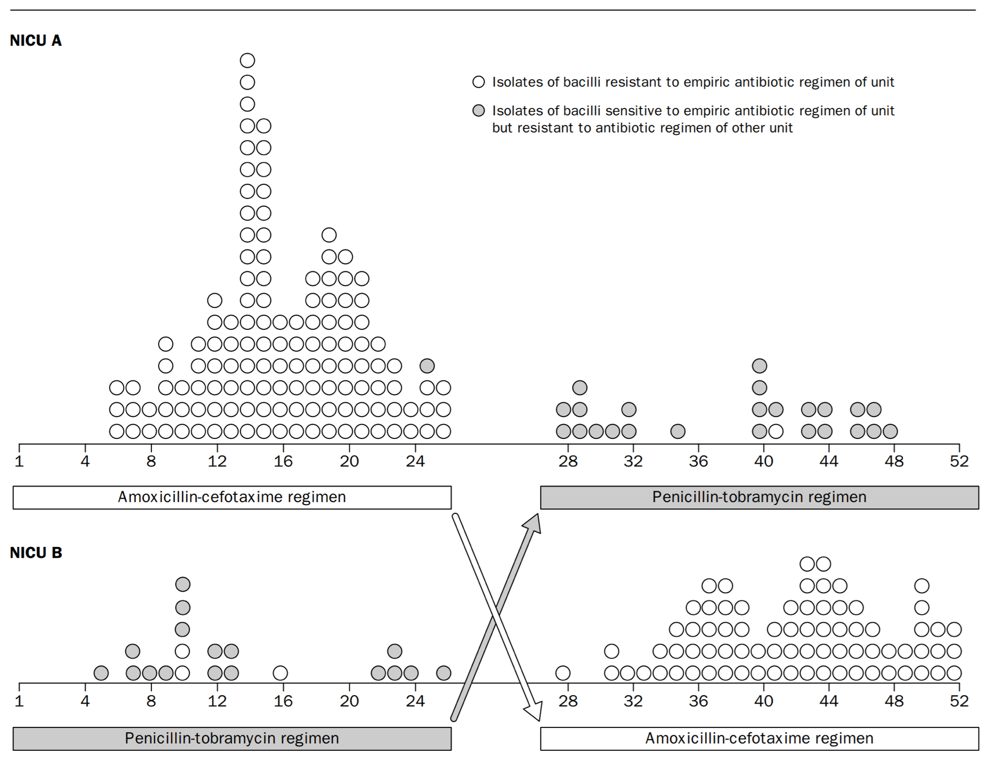 NICU A
Isolates of bacilli resistant to empiric antibiotic regimen of unit
Isolates of bacilli sensitive to empiric antibiotic regimen of unit
but resistant to antibiotic regimen of other unit
1 4 8 12 16 20 24 28 32 36 40 44 48 52
Amoxicillin-cefotaxime regimen
Penicillin-tobramycin regimen
NICU B
1 4 8 12 16 20 24 28 32 36 40 44 48 52
Penicillin-tobramycin regimen
Amoxicillin-cefotaxime regimen